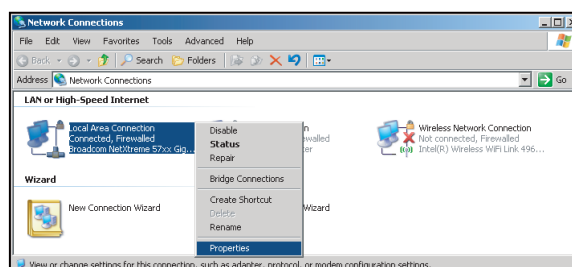 Network Connections
File Edit View Favorites Tools Advanced Help
Back Search Folders
Address Network Connections Go
LAN or High-Speed Internet
Local Area Connection
Connected, Firewalled
Broadcom NetXtreme 57xx Gig...
Disable
Status
Repair
Bridge Connections
Create Shortcut
Delete
Rename
Properties
Wireless Network Connection
Not connected, Firewalled
Intel(R) Wireless WiFi Link 496...
Wizard
New Connection Wizard
Wizard
View or change settings for this connection, such as adapter, protocol, or modem configuration settings.